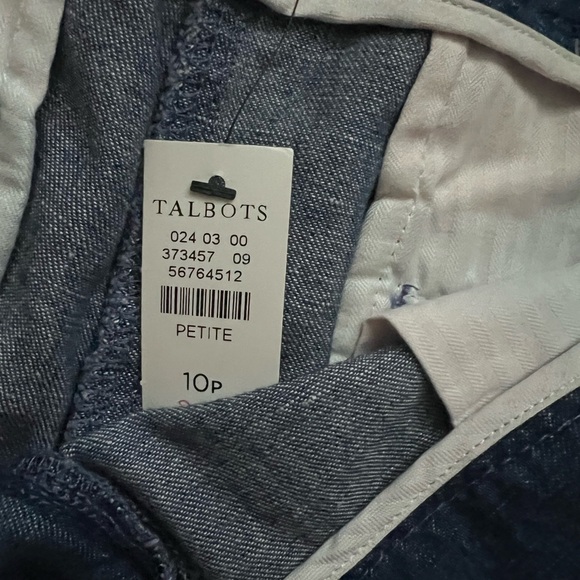 TALBOTS
024 03 00
373457 09
56764512
PETITE
10P